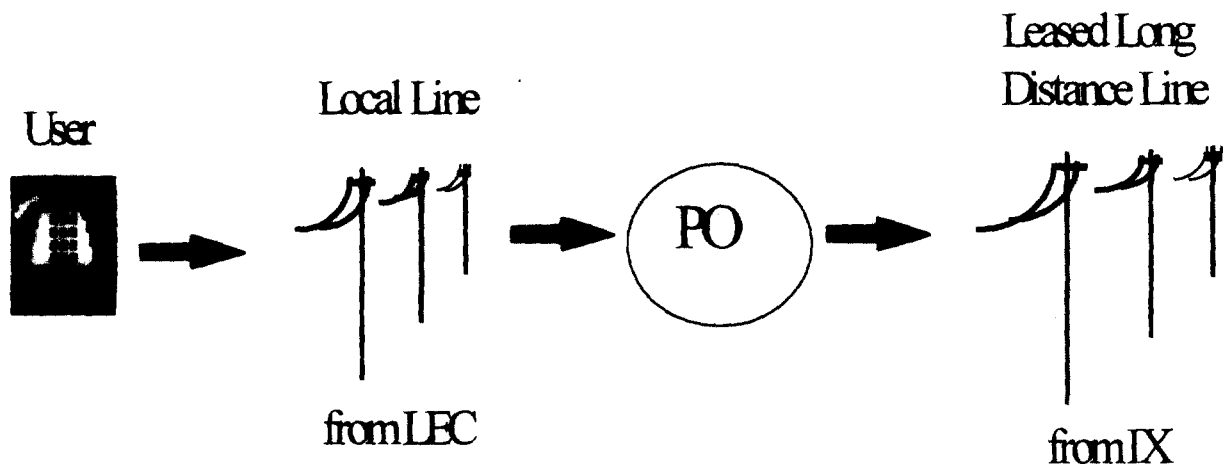 User
Local Line
from LEC
PO
Leased Long
Distance Line
from IX